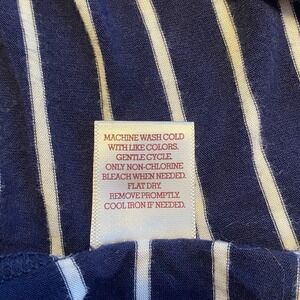 MACHINE WASH COLD
WITH LIKE COLORS.
GENTLE CYCLE.
ONLY NON-CHLORINE
BLEACH WHEN NEEDED.
FLAT DRY.
REMOVE PROMPTLY.
COOL IRON IF NEEDED.